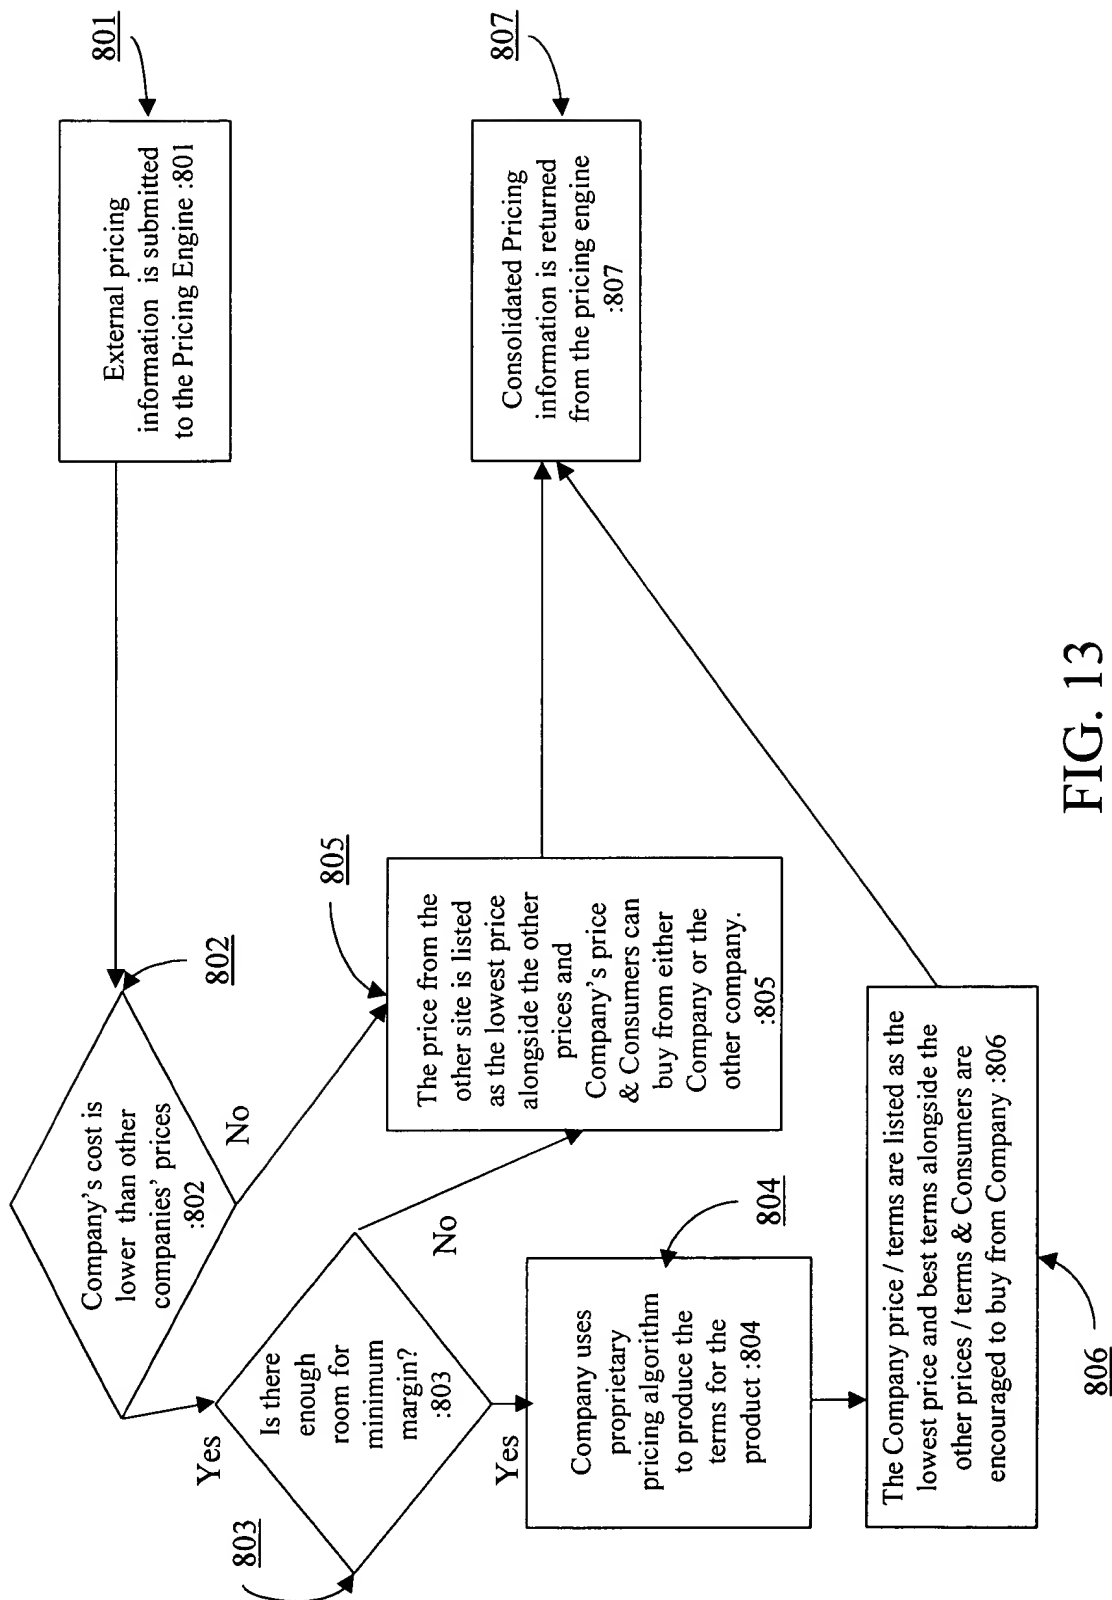 801
External pricing
information is submitted
to the Pricing Engine :801
802
Company's cost is
lower than other
companies' prices
:802
No
Yes
803
Is there
enough
room for
minimum
margin?
:803
No
Yes
804
Company uses
proprietary
pricing algorithm
to produce the
terms for the
product :804
805
The price from the
other site is listed
as the lowest price
alongside the other
prices and
Company's price
& Consumers can
buy from either
Company or the
other company.
:805
806
The Company price / terms are listed as the
lowest price and best terms alongside the
other prices / terms & Consumers are
encouraged to buy from Company :806
807
Consolidated Pricing
information is returned
from the pricing engine
:807
FIG. 13